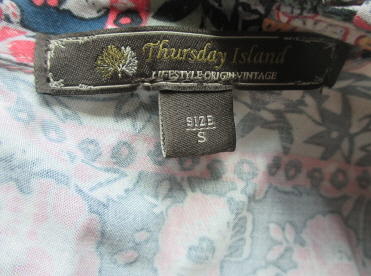 Thursday Island
LIFESTYLE·ORIGIN·VINTAGE
SIZE
S